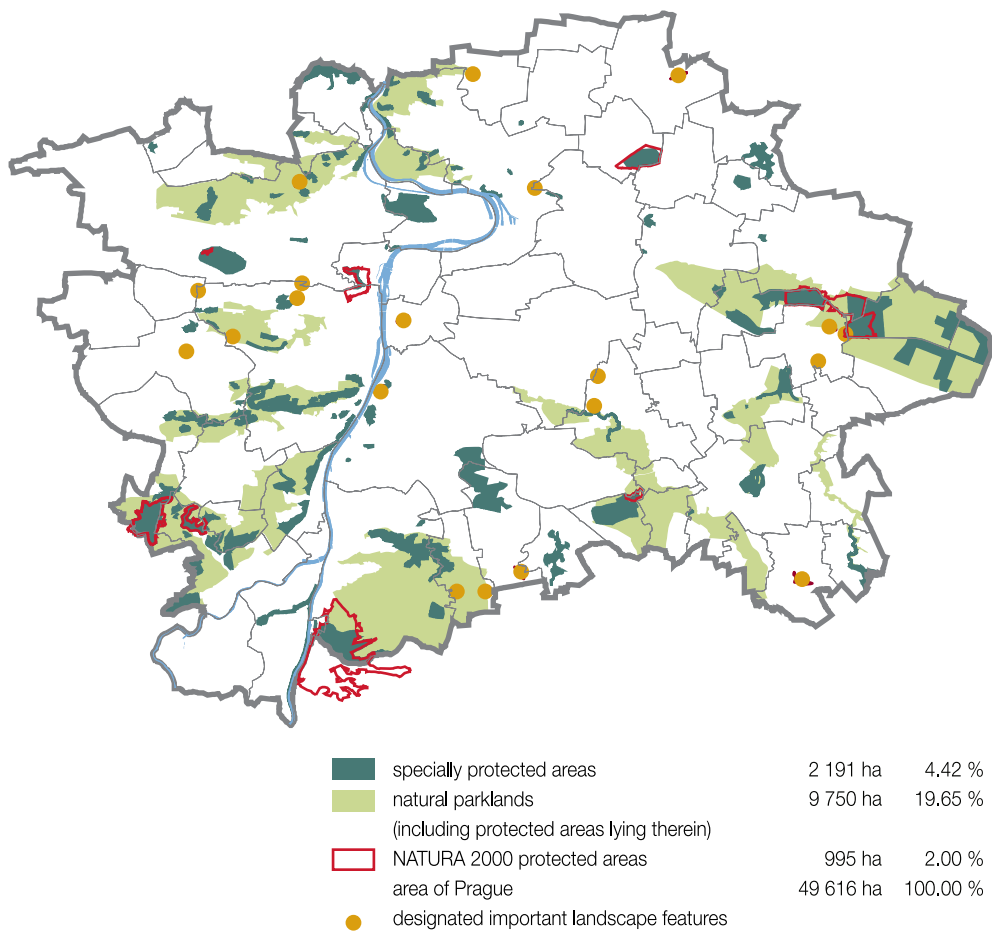 specially protected areas 2 191 ha 4.42 %
natural parklands 9 750 ha 19.65 %
(including protected areas lying therein)
NATURA 2000 protected areas 995 ha 2.00 %
area of Prague 49 616 ha 100.00 %
designated important landscape features